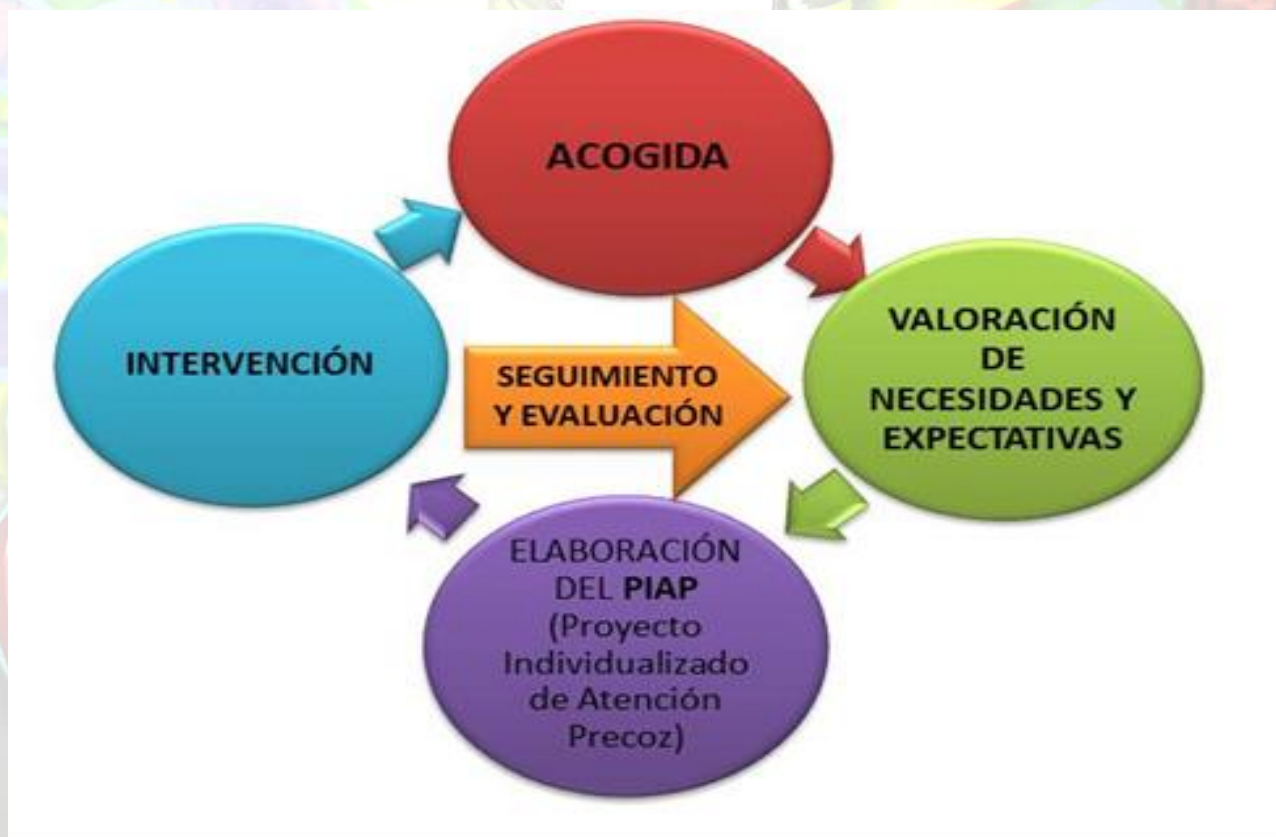 ACOGIDA
VALORACIÓN
DE
NECESIDADES Y
EXPECTATIVAS
ELABORACIÓN
DEL PIAP
(Proyecto
Individualizado
de Atención
Precoz)
INTERVENCIÓN
SEGUIMIENTO
Y EVALUACIÓN